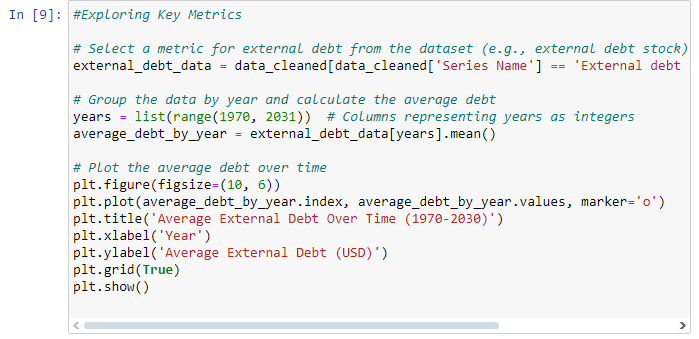 In [9]: #Exploring Key Metrics
# Select a metric for external debt from the dataset (e.g., external debt stock)
external_debt_data = data_cleaned[data_cleaned['Series Name'] == 'External debt
# Group the data by year and calculate the average debt
years = list(range(1970, 2031))  # Columns representing years as integers
average_debt_by_year = external_debt_data[years].mean()
# Plot the average debt over time
plt.figure(figsize=(10, 6))
plt.plot(average_debt_by_year.index, average_debt_by_year.values, marker='o')
plt.title('Average External Debt Over Time (1970-2030)')
plt.xlabel('Year')
plt.ylabel('Average External Debt (USD)')
plt.grid(True)
plt.show()